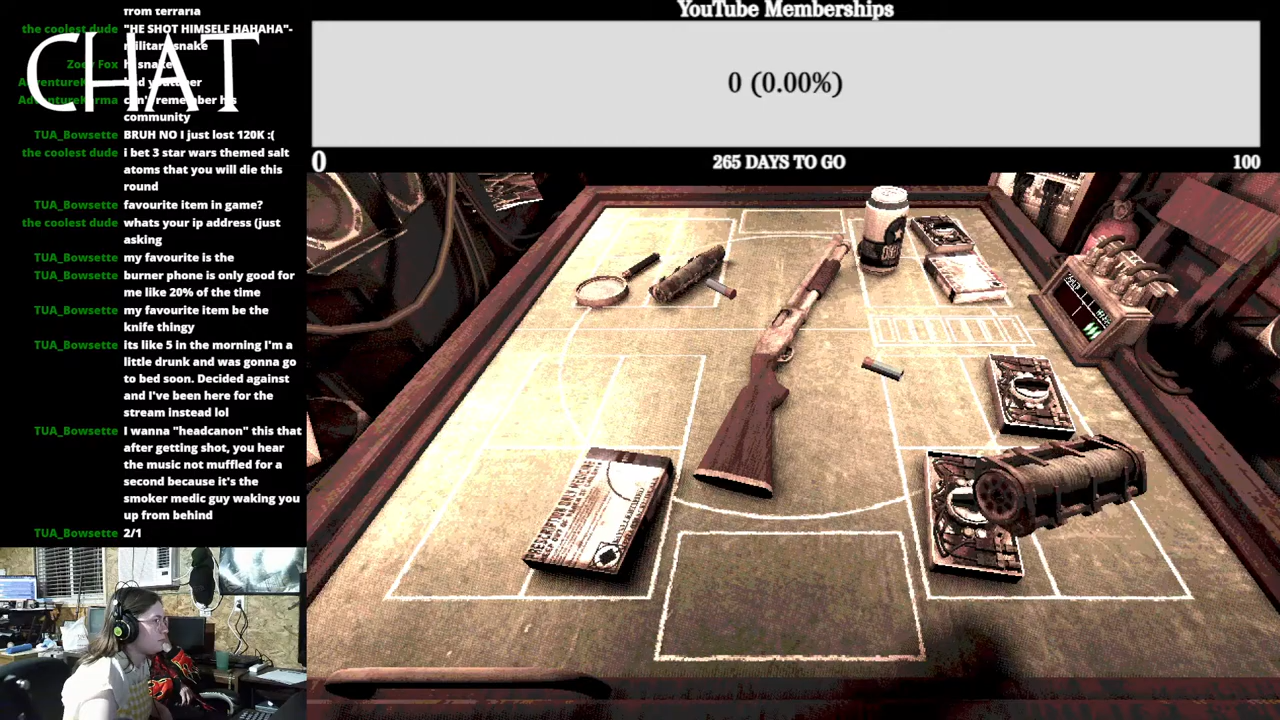 from terraria
the coolest dude "HE SHOT HIMSELF HAHAHA"-
military snake
Zoey Fox hi snake
CHAT
community
TUA_Bowsette BRUH NO I just lost 120K :(
the coolest dude i bet 3 star wars themed salt
atoms that you will die this
round
TUA_Bowsette favourite item in game?
the coolest dude whats your ip address (just
asking
TUA_Bowsette my favourite is the
TUA_Bowsette burner phone is only good for
me like 20% of the time
TUA_Bowsette my favourite item be the
knife thingy
TUA_Bowsette its like 5 in the morning I'm a
little drunk and was gonna go
to bed soon. Decided against
and I've been here for the
stream instead lol
TUA_Bowsette I wanna "headcanon" this that
after getting shot, you hear
the music not muffled for a
second because it's the
smoker medic guy waking you
up from behind
TUA_Bowsette 2/1
YouTube Memberships
0 (0.00%)
0 265 DAYS TO GO 100